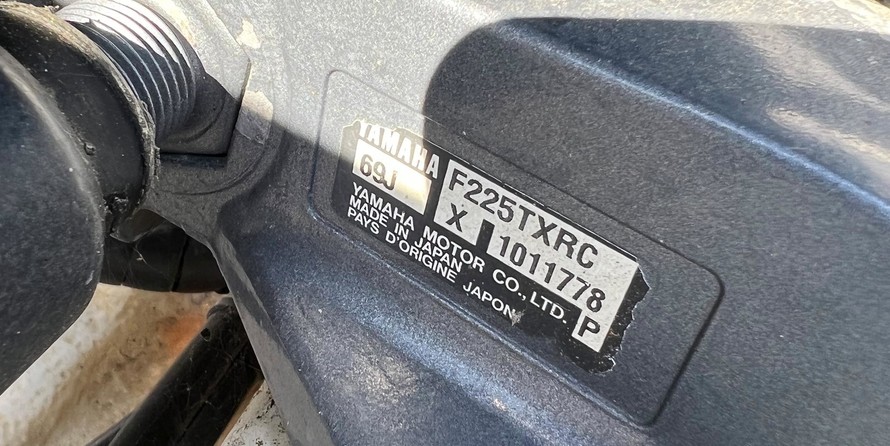 YAMAHA
F225TXRC
69J X 1011778
YAMAHA MOTOR CO., LTD.
MADE IN JAPAN
PAYS D'ORIGINE JAPON
P